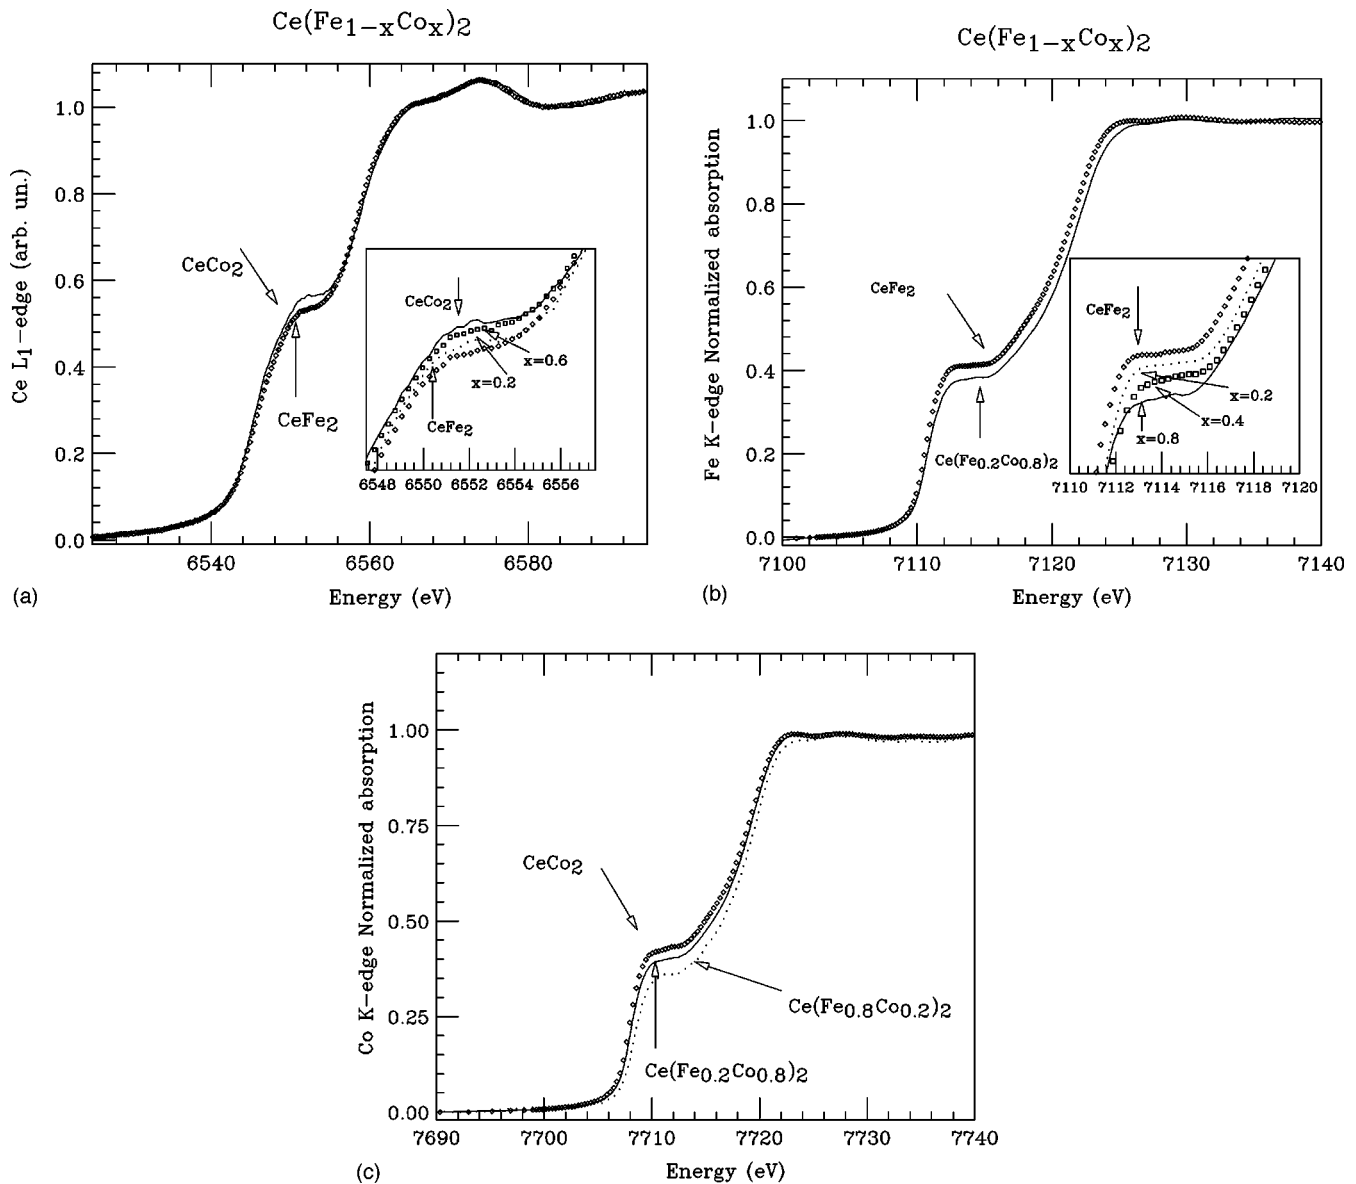 Ce(Fe1−xCox)2
Ce L1−edge (arb. un.)
1.0
0.8
0.6
0.4
0.2
0.0
CeCo2
CeFe2
CeCo2
x=0.6
x=0.2
CeFe2
6548 6550 6552 6554 6556
6540 6560 6580
Energy (eV)
(a)
Ce(Fe1−xCox)2
Fe K−edge Normalized absorption
1.0
0.8
0.6
0.4
0.2
0.0
CeFe2
Ce(Fe0.2Co0.8)2
CeFe2
x=0.2
x=0.4
x=0.8
7110 7112 7114 7116 7118 7120
7100 7110 7120 7130 7140
Energy (eV)
(b)
Co K−edge Normalized absorption
1.00
0.75
0.50
0.25
0.00
CeCo2
Ce(Fe0.8Co0.2)2
Ce(Fe0.2Co0.8)2
7690 7700 7710 7720 7730 7740
Energy (eV)
(c)